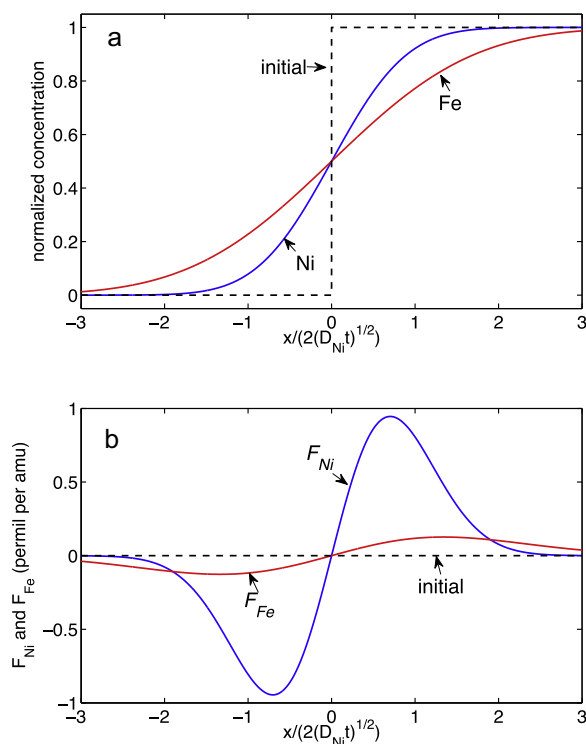 a
initial
Fe
Ni
normalized concentration
1
0.8
0.6
0.4
0.2
0
−3 −2 −1 0 1 2 3
x/(2(D_Ni t)^1/2)
b
F_Ni
F_Fe
initial
F_Ni and F_Fe (permil per amu)
1
0.5
0
−0.5
−1
−3 −2 −1 0 1 2 3
x/(2(D_Ni t)^1/2)